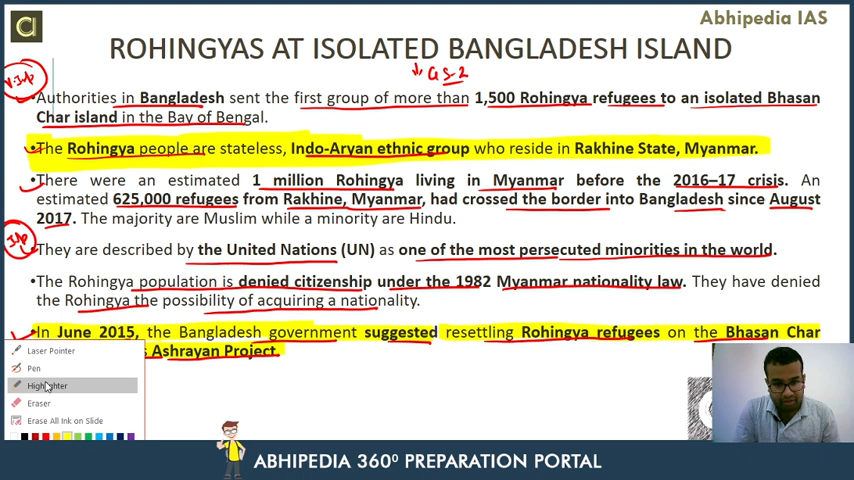 Abhipedia IAS
ROHINGYAS AT ISOLATED BANGLADESH ISLAND
GS-2
V.Imp
•Authorities in Bangladesh sent the first group of more than 1,500 Rohingya refugees to an isolated Bhasan
Char island in the Bay of Bengal.
•The Rohingya people are stateless, Indo-Aryan ethnic group who reside in Rakhine State, Myanmar.
•There were an estimated 1 million Rohingya living in Myanmar before the 2016–17 crisis. An
estimated 625,000 refugees from Rakhine, Myanmar, had crossed the border into Bangladesh since August
2017. The majority are Muslim while a minority are Hindu.
Imp
•They are described by the United Nations (UN) as one of the most persecuted minorities in the world.
•The Rohingya population is denied citizenship under the 1982 Myanmar nationality law. They have denied
the Rohingya the possibility of acquiring a nationality.
•In June 2015, the Bangladesh government suggested resettling Rohingya refugees on the Bhasan Char
Ashrayan Project.
Laser Pointer
Pen
Highlighter
Eraser
Erase All Ink on Slide
ABHIPEDIA 360⁰ PREPARATION PORTAL